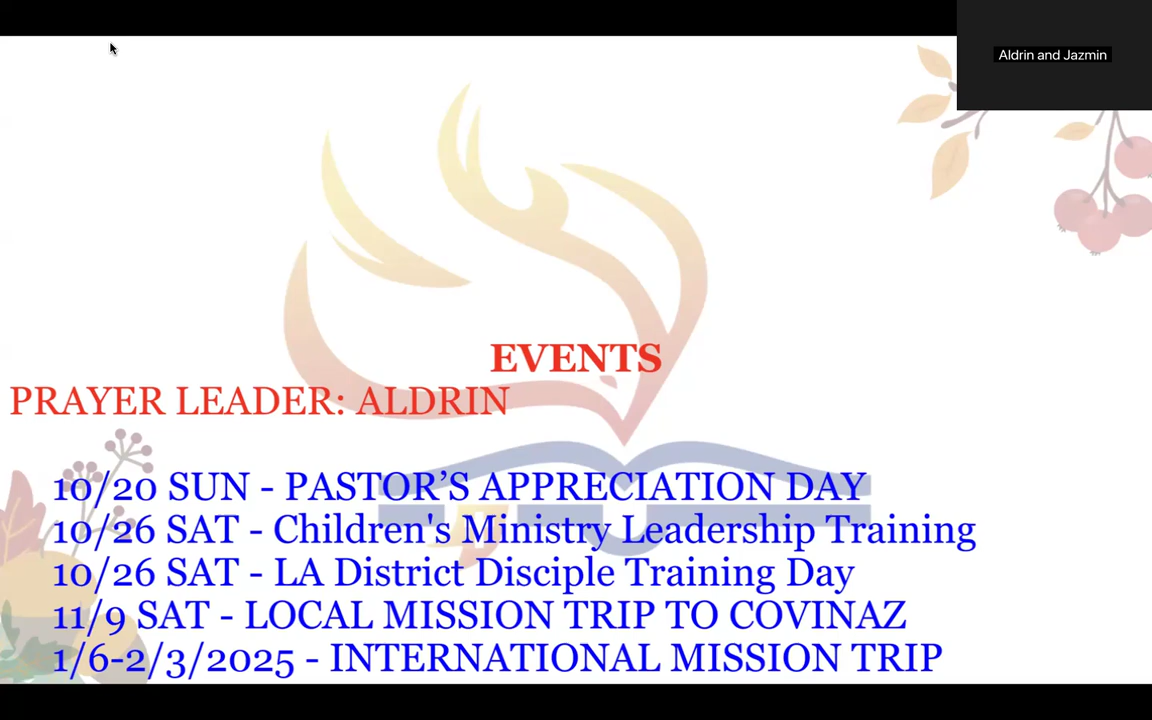 Aldrin and Jazmin
EVENTS
PRAYER LEADER: ALDRIN
10/20 SUN - PASTOR’S APPRECIATION DAY
10/26 SAT - Children's Ministry Leadership Training
10/26 SAT - LA District Disciple Training Day
11/9 SAT - LOCAL MISSION TRIP TO COVINAZ
1/6-2/3/2025 - INTERNATIONAL MISSION TRIP